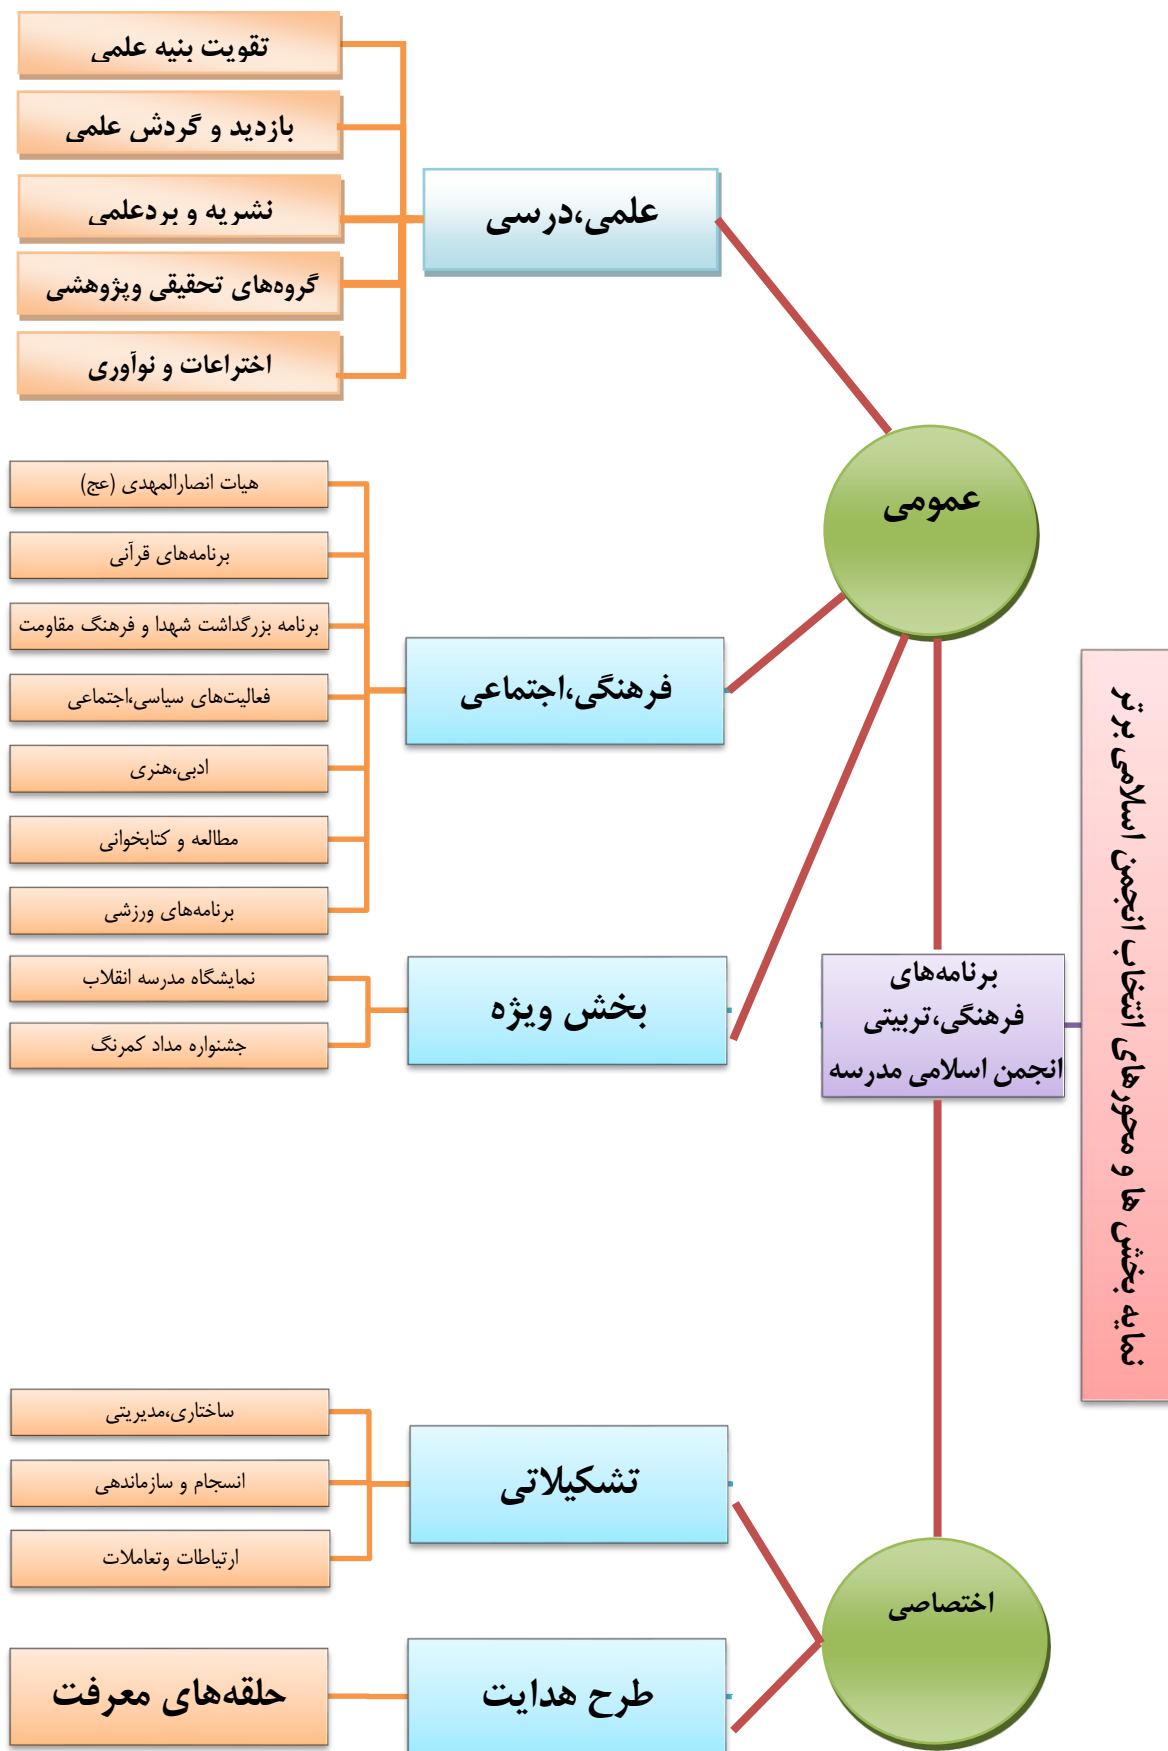 نمایه بخش ها و محورهای انتخاب انجمن اسلامی برتر
برنامه‌های
فرهنگی،تربیتی
انجمن اسلامی مدرسه
عمومی
علمی،درسی
تقویت بنیه علمی
بازدید و گردش علمی
نشریه و بردعلمی
گروه‌های تحقیقی وپژوهشی
اختراعات و نوآوری
فرهنگی،اجتماعی
هیات انصارالمهدی (عج)
برنامه‌های قرآنی
برنامه بزرگداشت شهدا و فرهنگ مقاومت
فعالیت‌های سیاسی،اجتماعی
ادبی،هنری
مطالعه و کتابخوانی
برنامه‌های ورزشی
بخش ویژه
نمایشگاه مدرسه انقلاب
جشنواره مداد کمرنگ
اختصاصی
تشکیلاتی
ساختاری،مدیریتی
انسجام و سازماندهی
ارتباطات وتعاملات
طرح هدایت
حلقه‌های معرفت